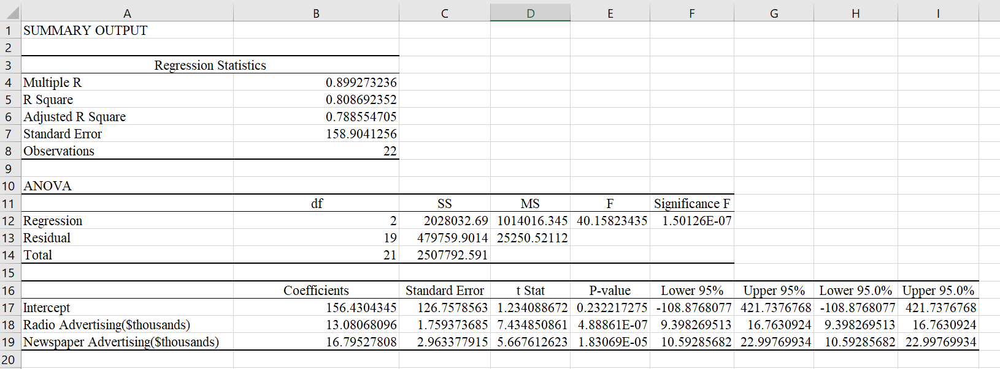 A B C D E F G H I
1 SUMMARY OUTPUT
2
3 Regression Statistics
4 Multiple R 0.899273236
5 R Square 0.808692352
6 Adjusted R Square 0.788554705
7 Standard Error 158.9041256
8 Observations 22
9
10 ANOVA
11 df SS MS F Significance F
12 Regression 2 2028032.69 1014016.345 40.15823435 1.50126E-07
13 Residual 19 479759.9014 25250.52112
14 Total 21 2507792.591
15
16 Coefficients Standard Error t Stat P-value Lower 95% Upper 95% Lower 95.0% Upper 95.0%
17 Intercept 156.4304345 126.7578563 1.234088672 0.232217275 -108.8768077 421.7376768 -108.8768077 421.7376768
18 Radio Advertising($thousands) 13.08068096 1.759373685 7.434850861 4.88861E-07 9.398269513 16.7630924 9.398269513 16.7630924
19 Newspaper Advertising($thousands) 16.79527808 2.963377915 5.667612623 1.83069E-05 10.59285682 22.99769934 10.59285682 22.99769934
20